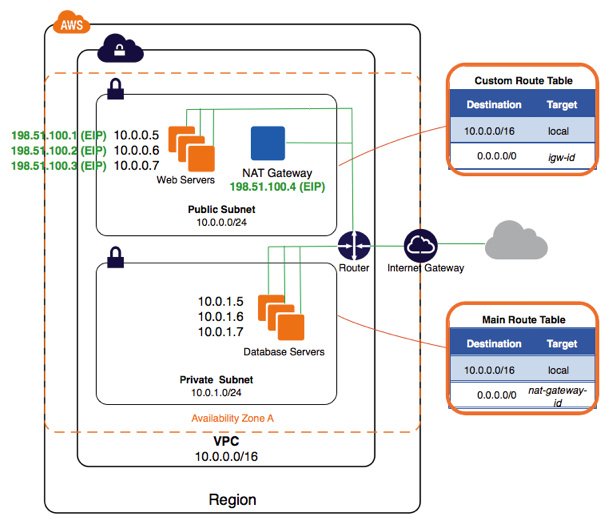 AWS
Custom Route Table
Destination Target
10.0.0.0/16 local
0.0.0.0/0 igw-id
198.51.100.1 (EIP) 10.0.0.5
198.51.100.2 (EIP) 10.0.0.6
198.51.100.3 (EIP) 10.0.0.7
Web Servers
NAT Gateway
198.51.100.4 (EIP)
Public Subnet
10.0.0.0/24
Router
Internet Gateway
10.0.1.5
10.0.1.6
10.0.1.7
Database Servers
Private Subnet
10.0.1.0/24
Main Route Table
Destination Target
10.0.0.0/16 local
0.0.0.0/0 nat-gateway-
id
Availability Zone A
VPC
10.0.0.0/16
Region